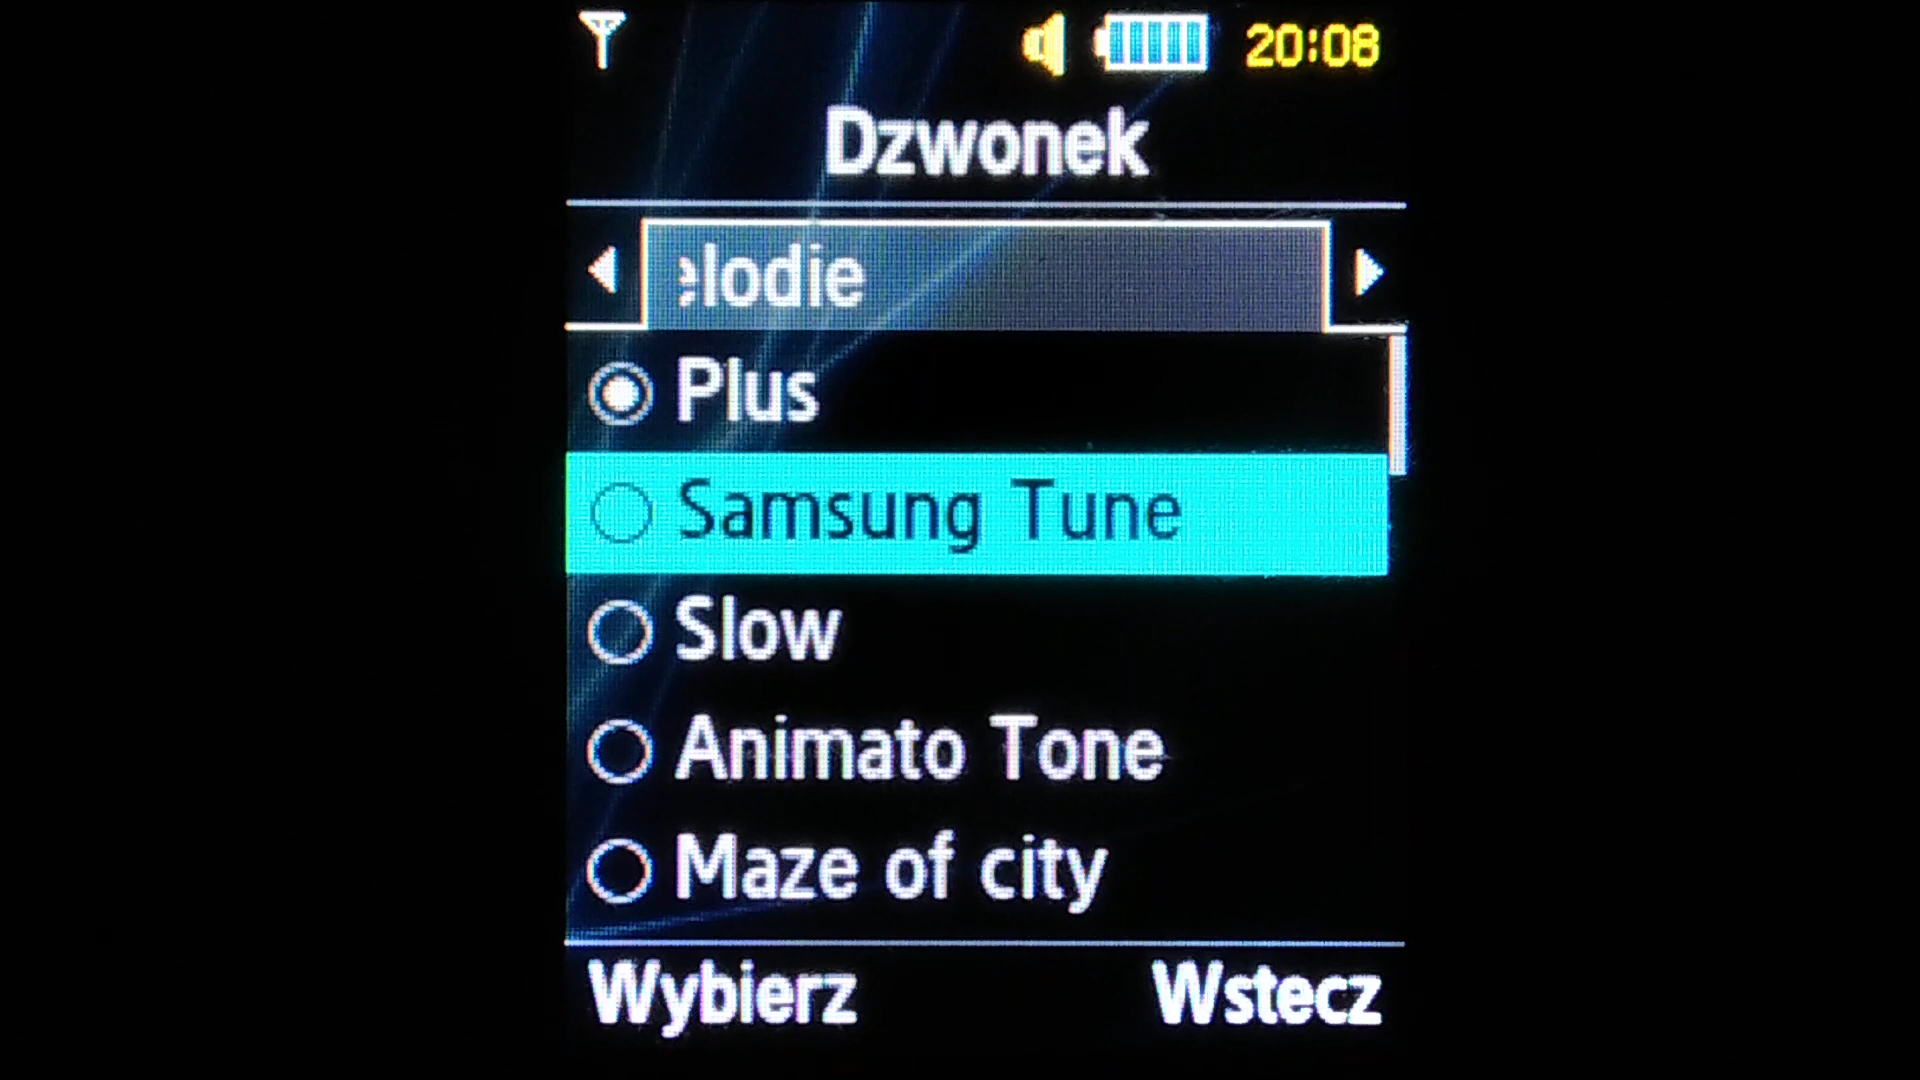 20:08
Dzwonek
elodie
Plus
Samsung Tune
Slow
Animato Tone
Maze of city
Wybierz
Wstecz